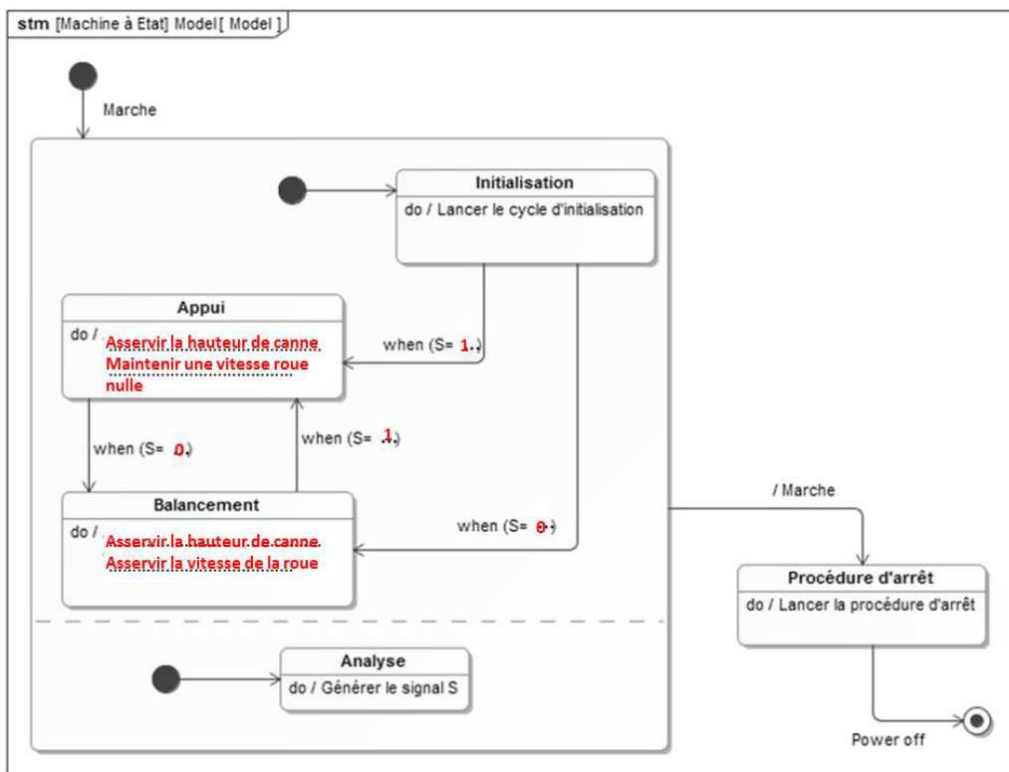 stm [Machine à Etat] Model[ Model ]
Marche
Initialisation
do / Lancer le cycle d'initialisation
Appui
do / Asservir la hauteur de canne
Maintenir une vitesse roue
nulle
when (S= 1.)
when (S= 0.)
when (S= 1.)
Balancement
do / Asservir la hauteur de canne
Asservir la vitesse de la roue
when (S= 0.)
/ Marche
Procédure d'arrêt
do / Lancer la procédure d'arrêt
Analyse
do / Générer le signal S
Power off